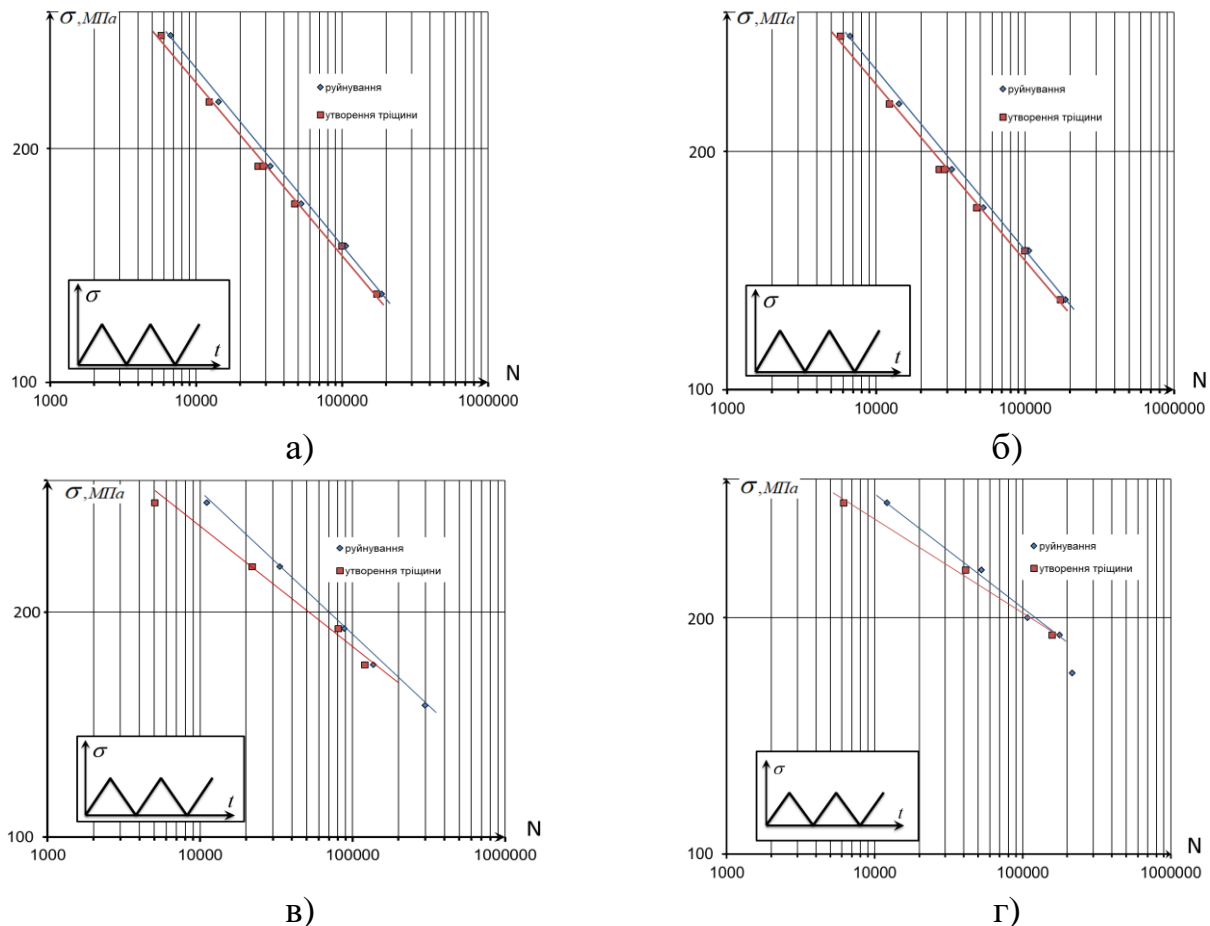 σ,МПа
руйнування
утворення тріщини
200
σ
t
100
N
1000
10000
100000
1000000
а)
σ,МПа
руйнування
утворення тріщини
200
σ
t
100
N
1000
10000
100000
1000000
б)
σ,МПа
руйнування
утворення тріщини
200
σ
t
100
N
1000
10000
100000
1000000
в)
σ,МПа
руйнування
утворення тріщини
200
σ
t
100
N
1000
10000
100000
1000000
г)